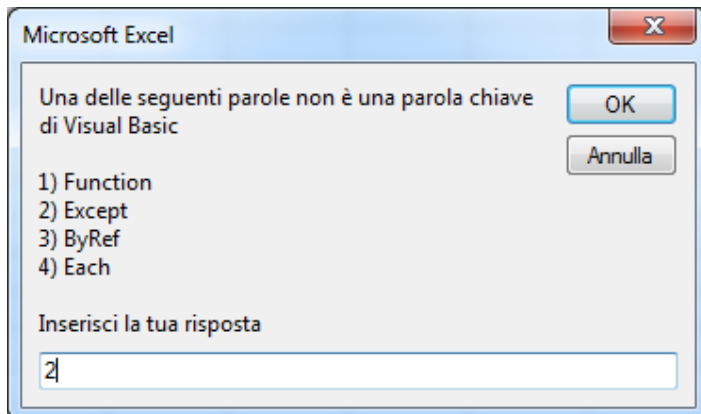 Microsoft Excel
Una delle seguenti parole non è una parola chiave
di Visual Basic
OK
Annulla
1) Function
2) Except
3) ByRef
4) Each
Inserisci la tua risposta
2